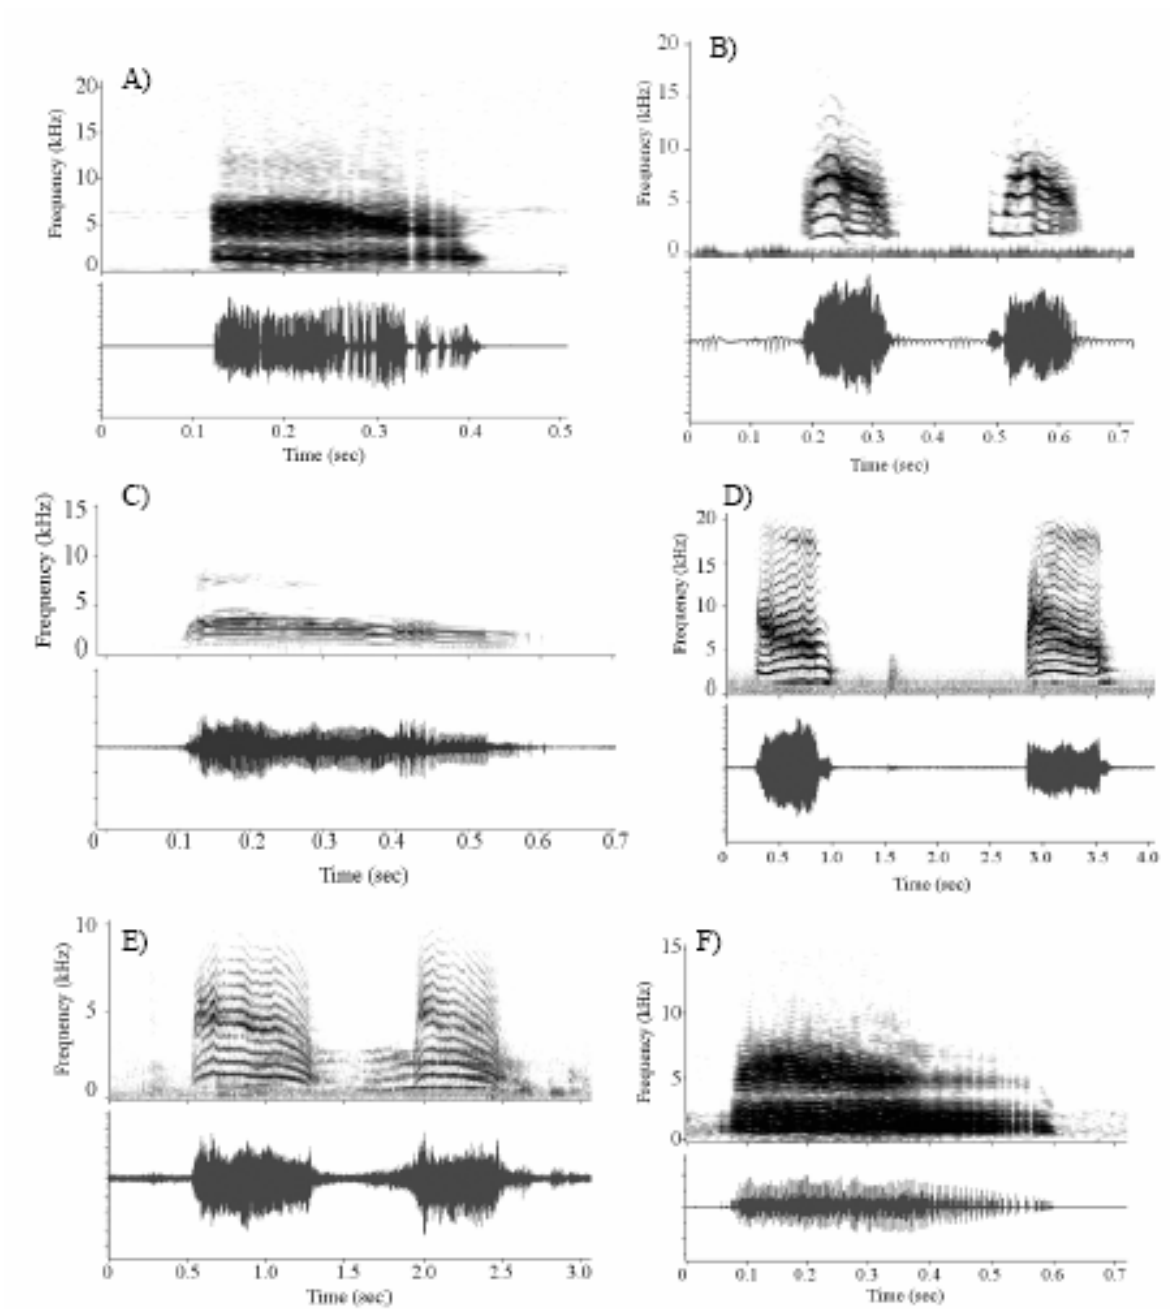 A)
Frequency (kHz)
20
15
10
5
0
0 0.1 0.2 0.3 0.4 0.5
Time (sec)
B)
Frequency (kHz)
20
15
10
5
0
0 0.1 0.2 0.3 0.4 0.5 0.6 0.7
Time (sec)
C)
Frequency (kHz)
15
10
5
0
0 0.1 0.2 0.3 0.4 0.5 0.6 0.7
Time (sec)
D)
Frequency (kHz)
20
15
10
5
0
0 0.5 1.0 1.5 2.0 2.5 3.0 3.5 4.0
Time (sec)
E)
Frequency (kHz)
10
5
0
0 0.5 1.0 1.5 2.0 2.5 3.0
Time (sec)
F)
Frequency (kHz)
15
10
5
0
0 0.1 0.2 0.3 0.4 0.5 0.6 0.7
Time (sec)